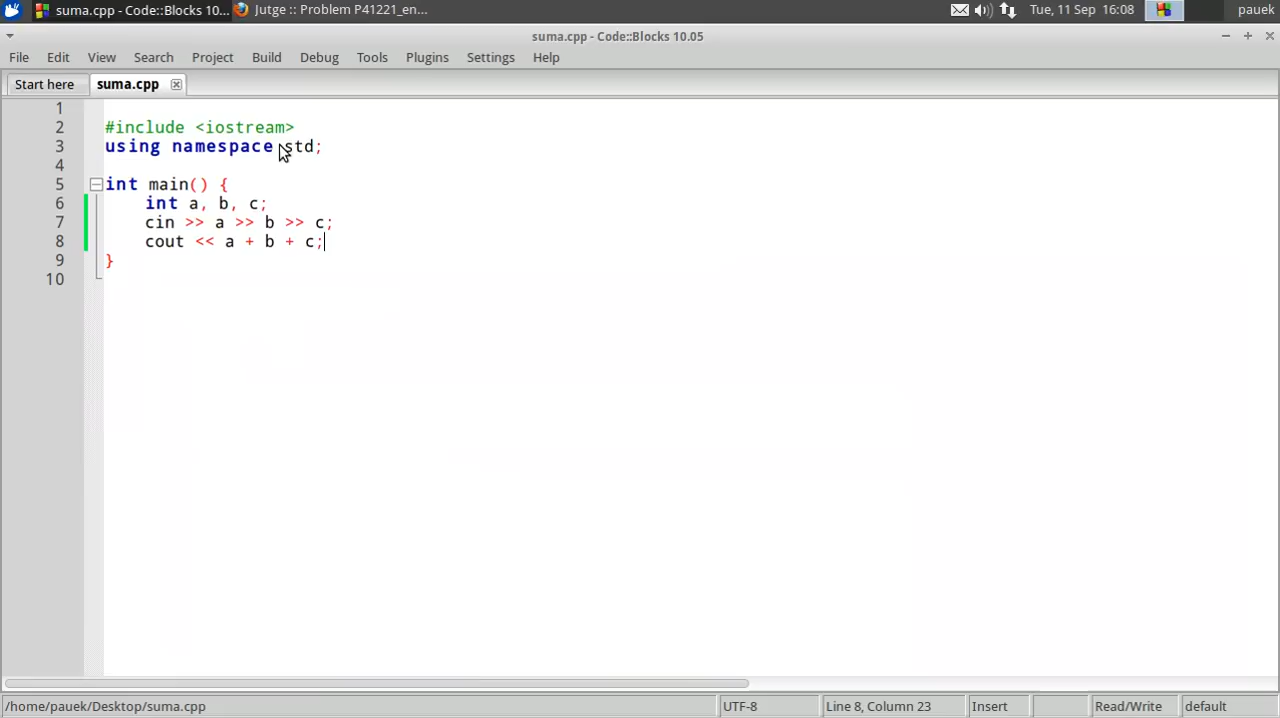 suma.cpp - Code::Blocks 10... Jutge :: Problem P41221_en... Tue, 11 Sep 16:08 pauek
suma.cpp - Code::Blocks 10.05
File Edit View Search Project Build Debug Tools Plugins Settings Help
Start here suma.cpp
1
2 #include <iostream>
3 using namespace std;
4
5 int main() {
6 int a, b, c;
7 cin >> a >> b >> c;
8 cout << a + b + c;
9 }
10
/home/pauek/Desktop/suma.cpp UTF-8 Line 8, Column 23 Insert Read/Write default